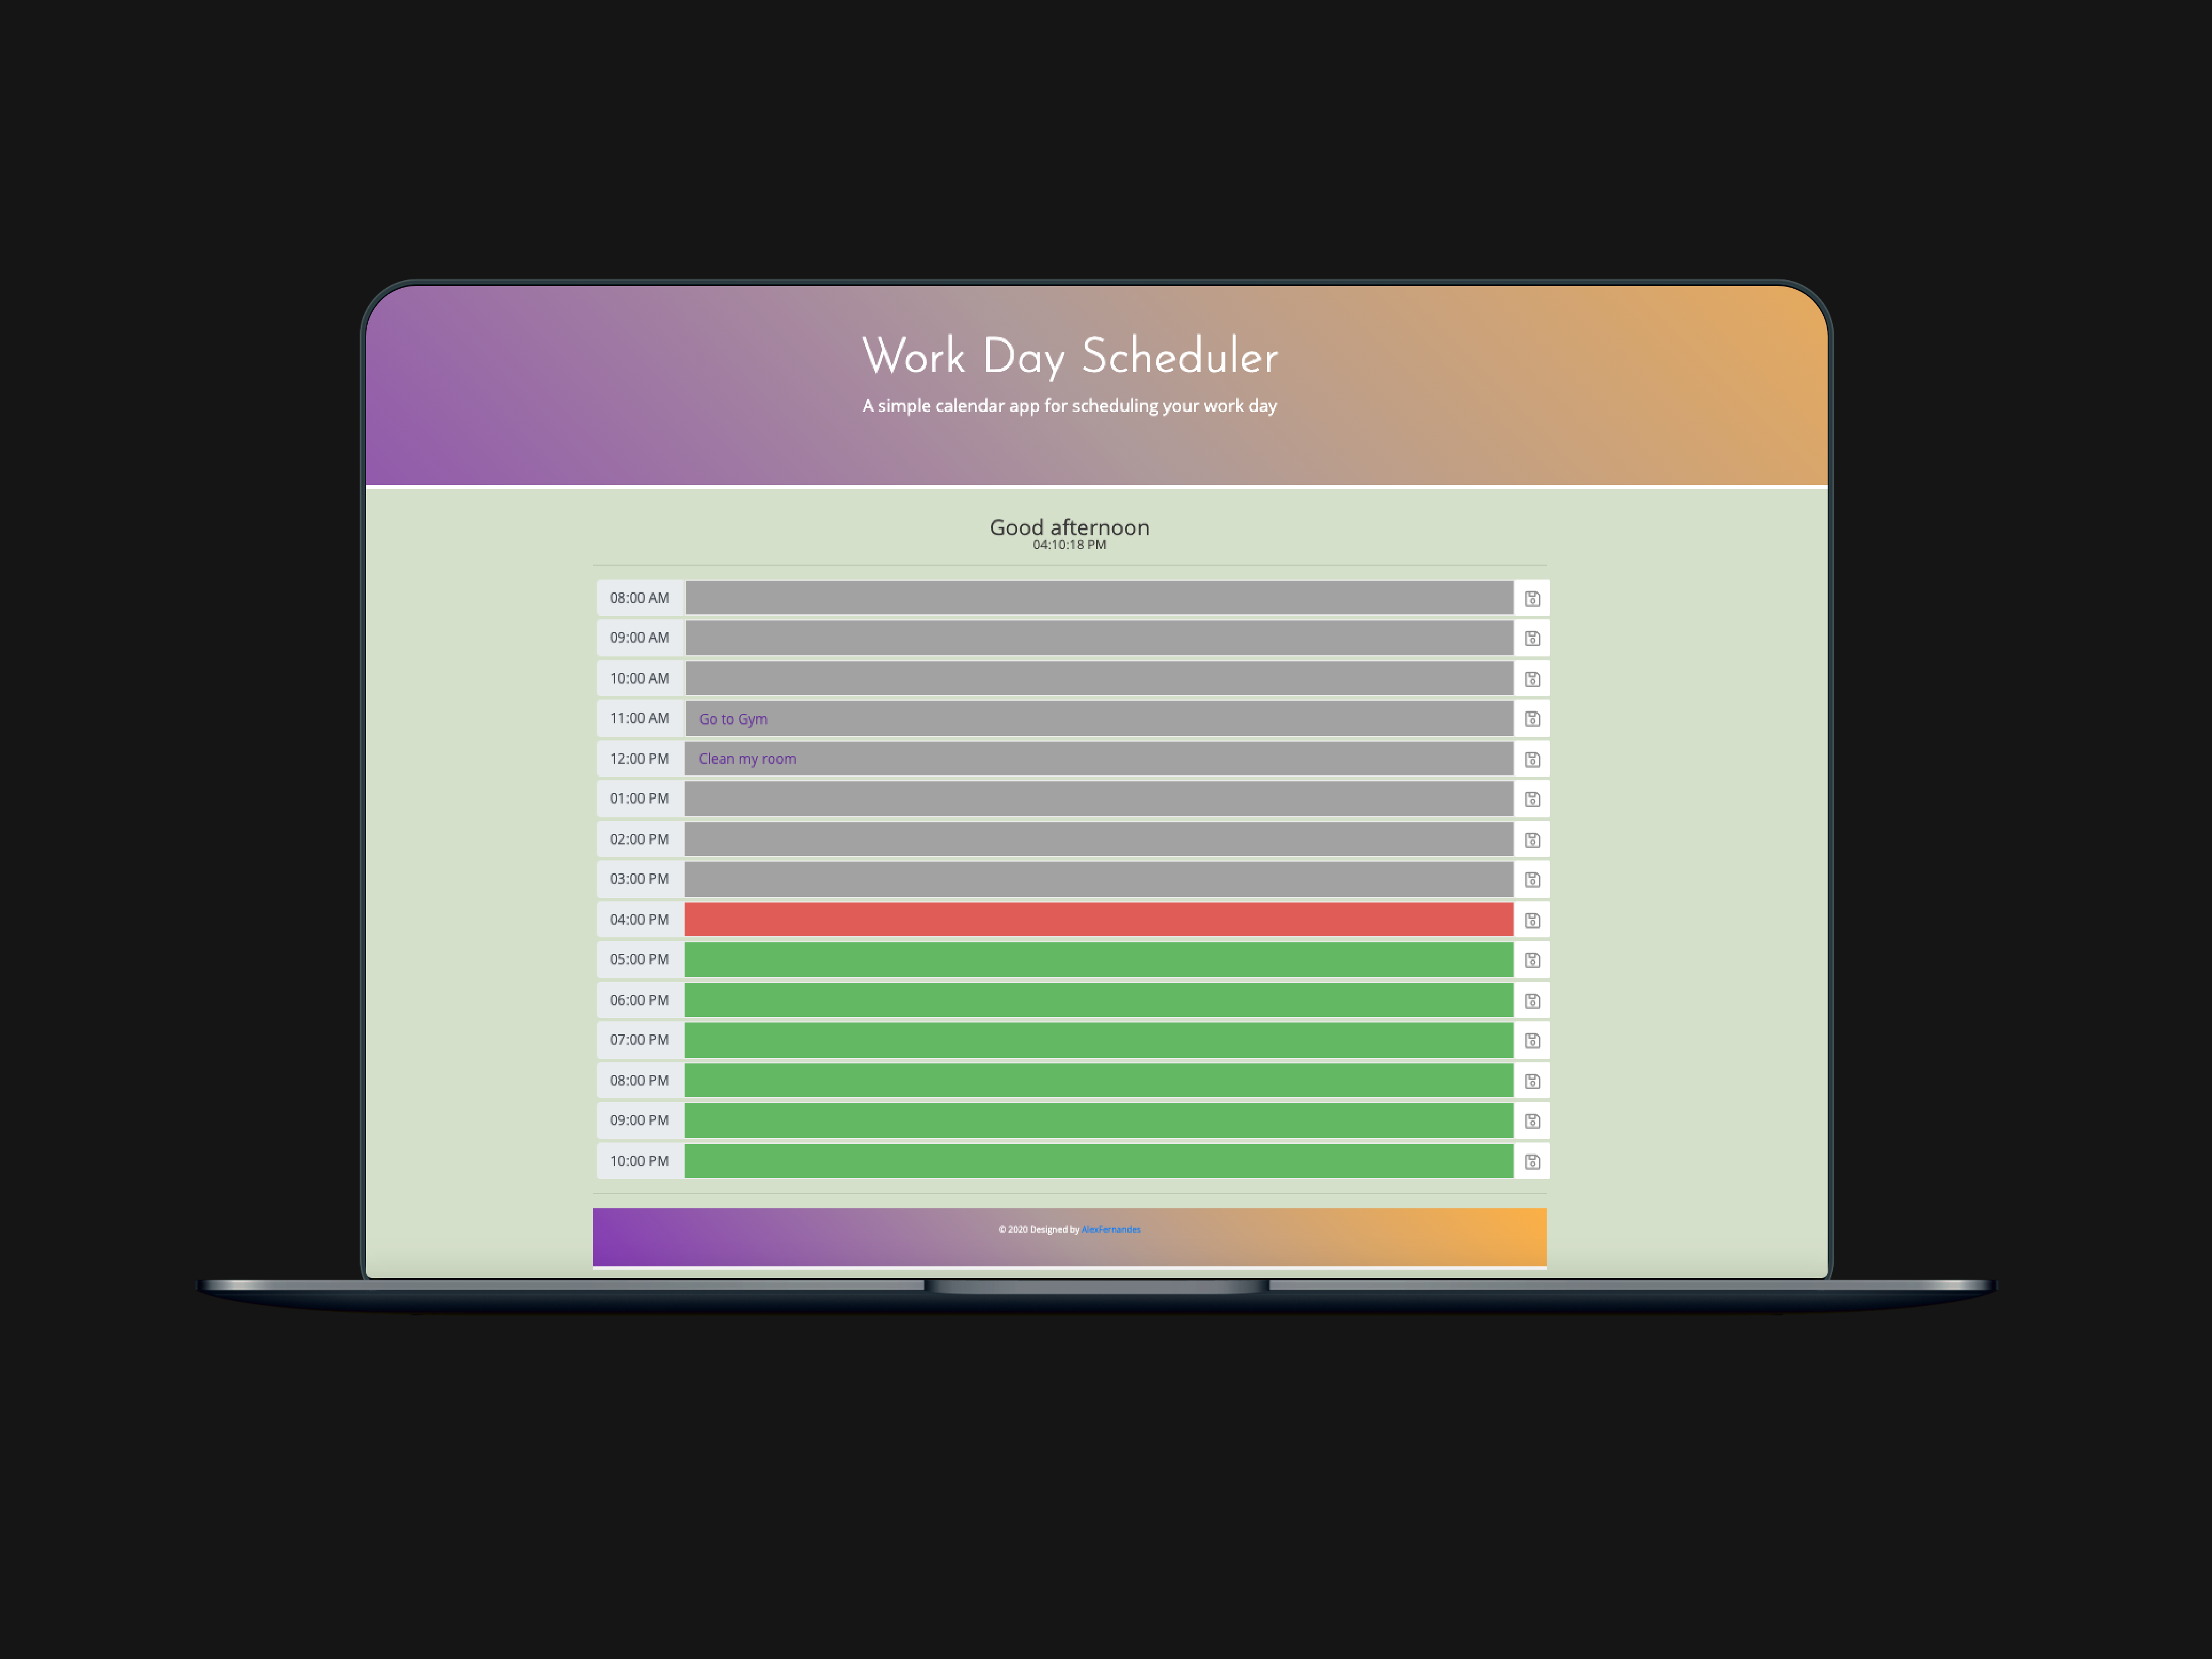 Work Day Scheduler
A simple calendar app for scheduling your work day
Good afternoon
04:10:18 PM
08:00 AM
09:00 AM
10:00 AM
11:00 AM Go to Gym
12:00 PM Clean my room
01:00 PM
02:00 PM
03:00 PM
04:00 PM
05:00 PM
06:00 PM
07:00 PM
08:00 PM
09:00 PM
10:00 PM
© 2020 Designed by AlexFernandes